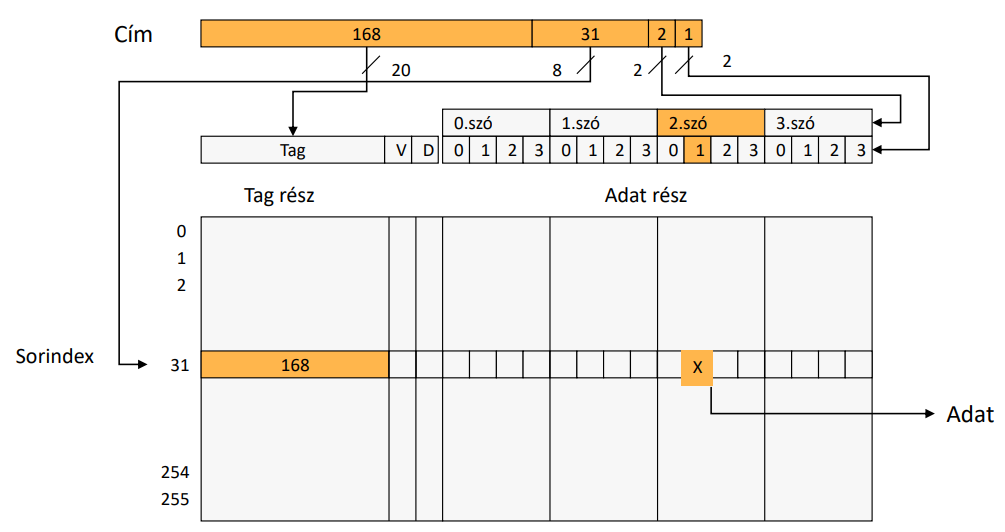 Cím 168 31 2 1
20 8 2 2
0.szó 1.szó 2.szó 3.szó
Tag V D 0 1 2 3 0 1 2 3 0 1 2 3 0 1 2 3
Tag rész Adat rész
0
1
2
Sorindex 31 168 X
Adat
254
255